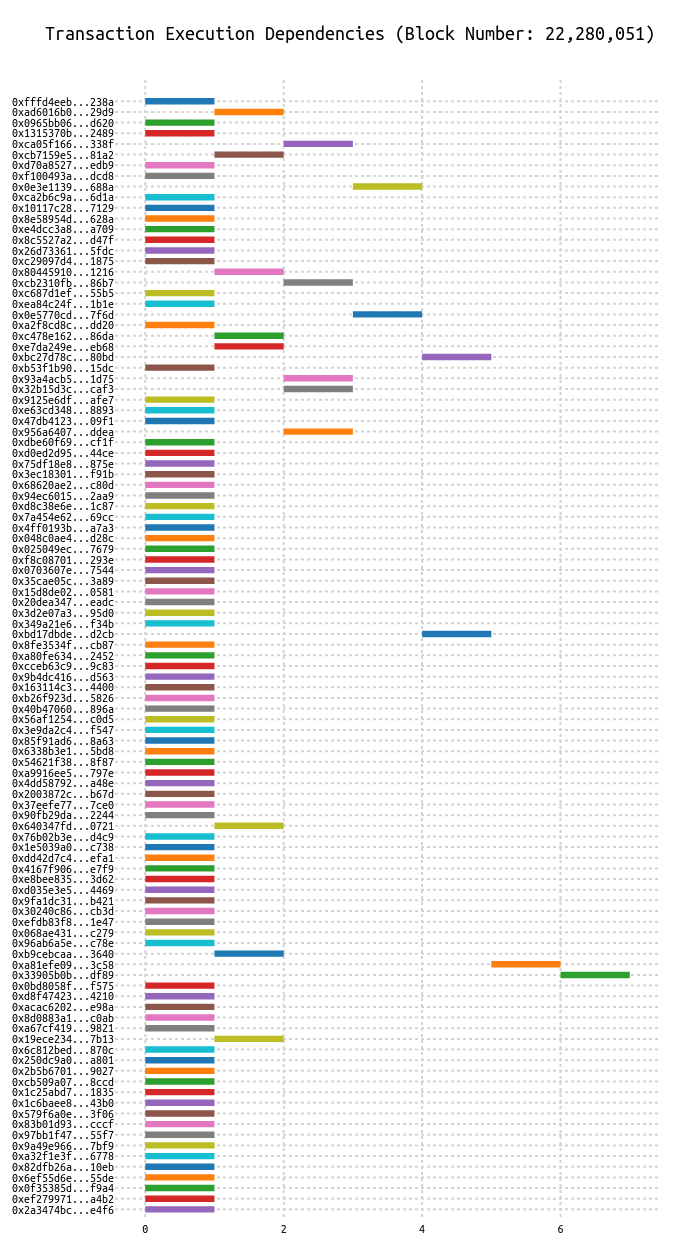 Transaction Execution Dependencies (Block Number: 22,280,051)
0xfffd4eeb...238a
0xad6016b0...29d9
0x0965bb06...d620
0x1315370b...2489
0xca05f166...338f
0xcb7159e5...81a2
0xd70a8527...edb9
0xf100493a...dcd8
0x0e3e1139...688a
0xca2b6c9a...6d1a
0x10117c28...7129
0x8e58954d...628a
0xe4dcc3a8...a709
0x8c5527a2...d47f
0x26d73361...5fdc
0xc29097d4...1875
0x80445910...1216
0xcb2310fb...86b7
0xc687d1ef...55b5
0xea84c24f...1b1e
0x0e5770cd...7f6d
0xa2f8cd8c...dd20
0xc478e162...86da
0xe7da249e...eb68
0xbc27d78c...80bd
0xb53f1b90...15dc
0x93a4acb5...1d75
0x32b15d3c...caf3
0x9125e6df...afe7
0xe63cd348...8893
0x47db4123...09f1
0x956a6407...ddea
0xdbe60f69...cf1f
0xd0ed2d95...44ce
0x75df18e8...875e
0x3ec18301...f91b
0x68620ae2...c80d
0x94ec6015...2aa9
0xd8c38e6e...1c87
0x7a454e62...69cc
0x4ff0193b...a7a3
0x048c0ae4...d28c
0x025049ec...7679
0xf8c08701...293e
0x0703607e...7544
0x35cae05c...3a89
0x15d8de02...0581
0x20dea347...eadc
0x3d2e07a3...95d0
0x349a21e6...f34b
0xbd17dbde...d2cb
0x8fe3534f...cb87
0xa80fe634...2452
0xcceb63c9...9c83
0x9b4dc416...d563
0x163114c3...4400
0xb26f923d...5826
0x40b47060...896a
0x56af1254...c0d5
0x3e9da2c4...f547
0x85f91ad6...8a63
0x6338b3e1...5bd8
0x54621f38...8f87
0xa9916ee5...797e
0x4dd58792...a48e
0x2003872c...b67d
0x37eefe77...7ce0
0x90fb29da...2244
0x640347fd...0721
0x76b02b3e...d4c9
0x1e5039a0...c738
0xdd42d7c4...efa1
0x4167f906...e7f9
0xe8bee835...3d62
0xd035e3e5...4469
0x9fa1dc31...b421
0x30240c86...cb3d
0xefdb83f8...1e47
0x068ae431...c279
0x96ab6a5e...c78e
0xb9cebcaa...3640
0xa81efe09...3c58
0x33905b0b...df89
0x0bd8058f...f575
0xd8f47423...4210
0xacac6202...e98a
0x8d0883a1...c0ab
0xa67cf419...9821
0x19ece234...7b13
0x6c812bed...870c
0x250dc9a0...a801
0x2b5b6701...9027
0xcb509a07...8ccd
0x1c25abd7...1835
0x1c6baee8...43b0
0x579f6a0e...3f06
0x83b01d93...cccf
0x97bb1f47...55f7
0x9a49e966...7bf9
0xa32f1e3f...6778
0x82dfb26a...10eb
0x6ef55d6e...55de
0x0f35385d...f9a4
0xef279971...a4b2
0x2a3474bc...e4f6
0 2 4 6